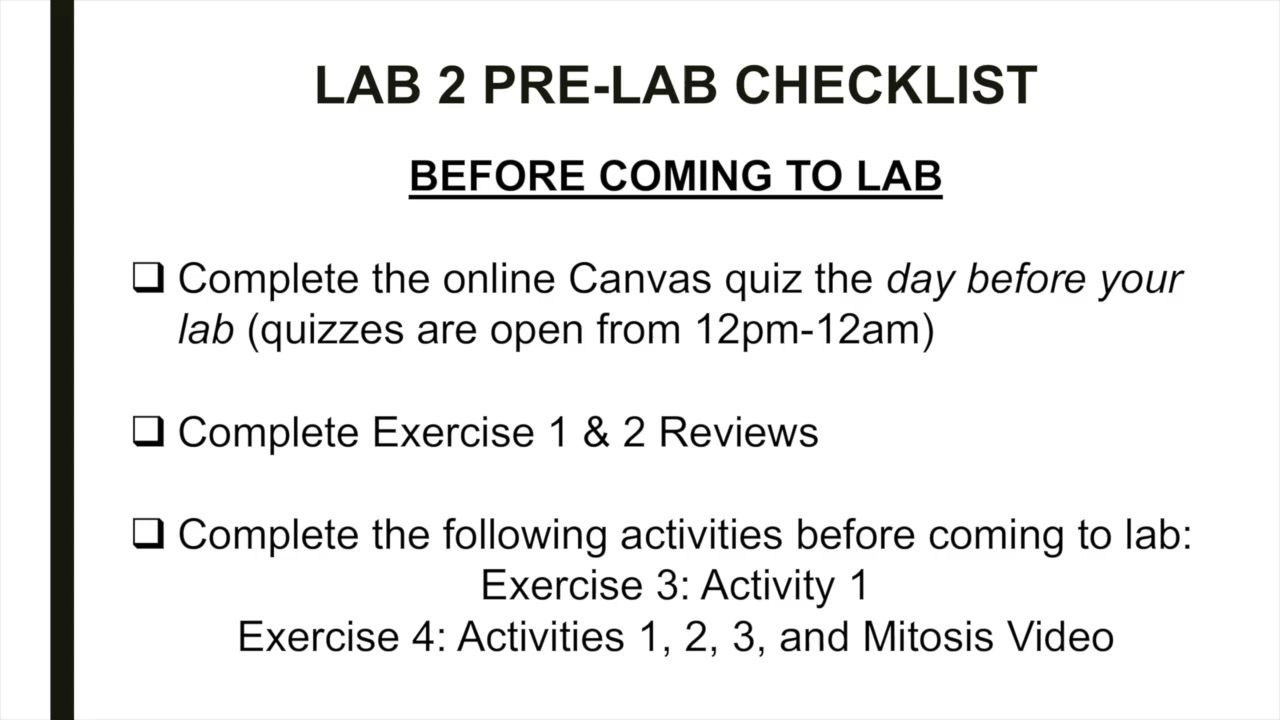 LAB 2 PRE-LAB CHECKLIST
BEFORE COMING TO LAB
❑ Complete the online Canvas quiz the day before your
lab (quizzes are open from 12pm-12am)
❑ Complete Exercise 1 & 2 Reviews
❑ Complete the following activities before coming to lab:
Exercise 3: Activity 1
Exercise 4: Activities 1, 2, 3, and Mitosis Video